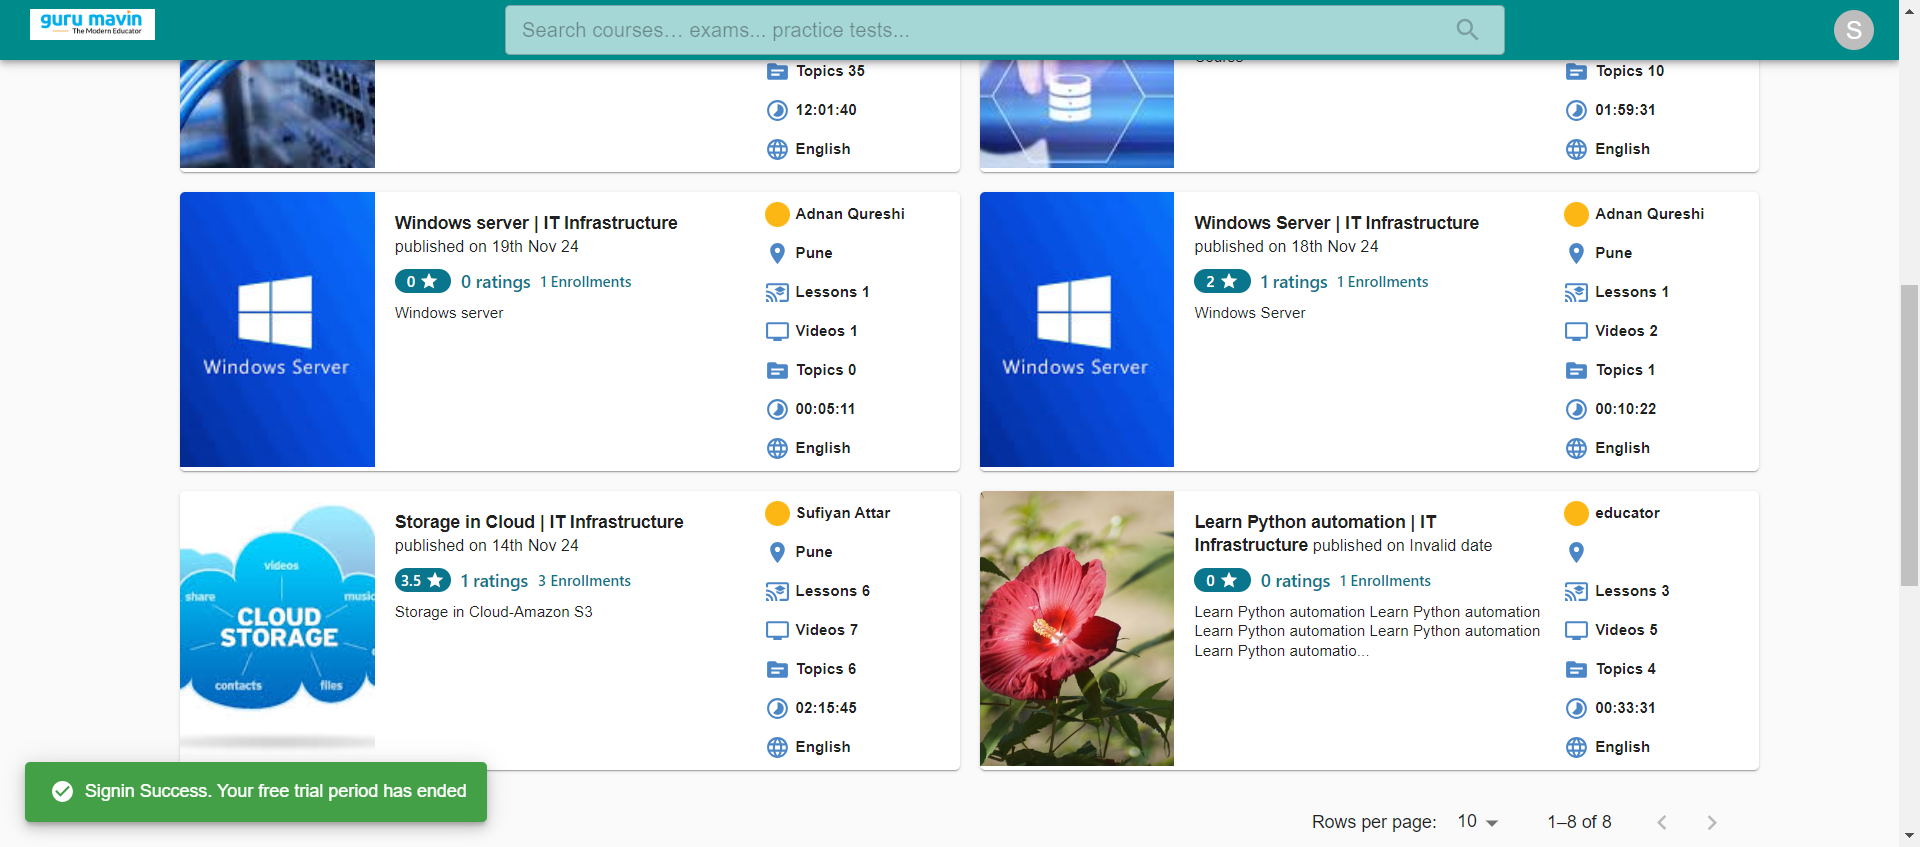 guru mavin
The Modern Educator
Search courses… exams... practice tests...
S
Topics 35
12:01:40
English
Course
Topics 10
01:59:31
English
Windows Server
Windows server | IT Infrastructure
published on 19th Nov 24
0 0 ratings 1 Enrollments
Windows server
Adnan Qureshi
Pune
Lessons 1
Videos 1
Topics 0
00:05:11
English
Windows Server
Windows Server | IT Infrastructure
published on 18th Nov 24
2 1 ratings 1 Enrollments
Windows Server
Adnan Qureshi
Pune
Lessons 1
Videos 2
Topics 1
00:10:22
English
videos
share
music
CLOUD
STORAGE
contacts
files
Storage in Cloud | IT Infrastructure
published on 14th Nov 24
3.5 1 ratings 3 Enrollments
Storage in Cloud-Amazon S3
Sufiyan Attar
Pune
Lessons 6
Videos 7
Topics 6
02:15:45
English
Learn Python automation | IT
Infrastructure published on Invalid date
0 0 ratings 1 Enrollments
Learn Python automation Learn Python automation
Learn Python automation Learn Python automation
Learn Python automatio...
educator
Lessons 3
Videos 5
Topics 4
00:33:31
English
Signin Success. Your free trial period has ended
Rows per page: 10 1–8 of 8